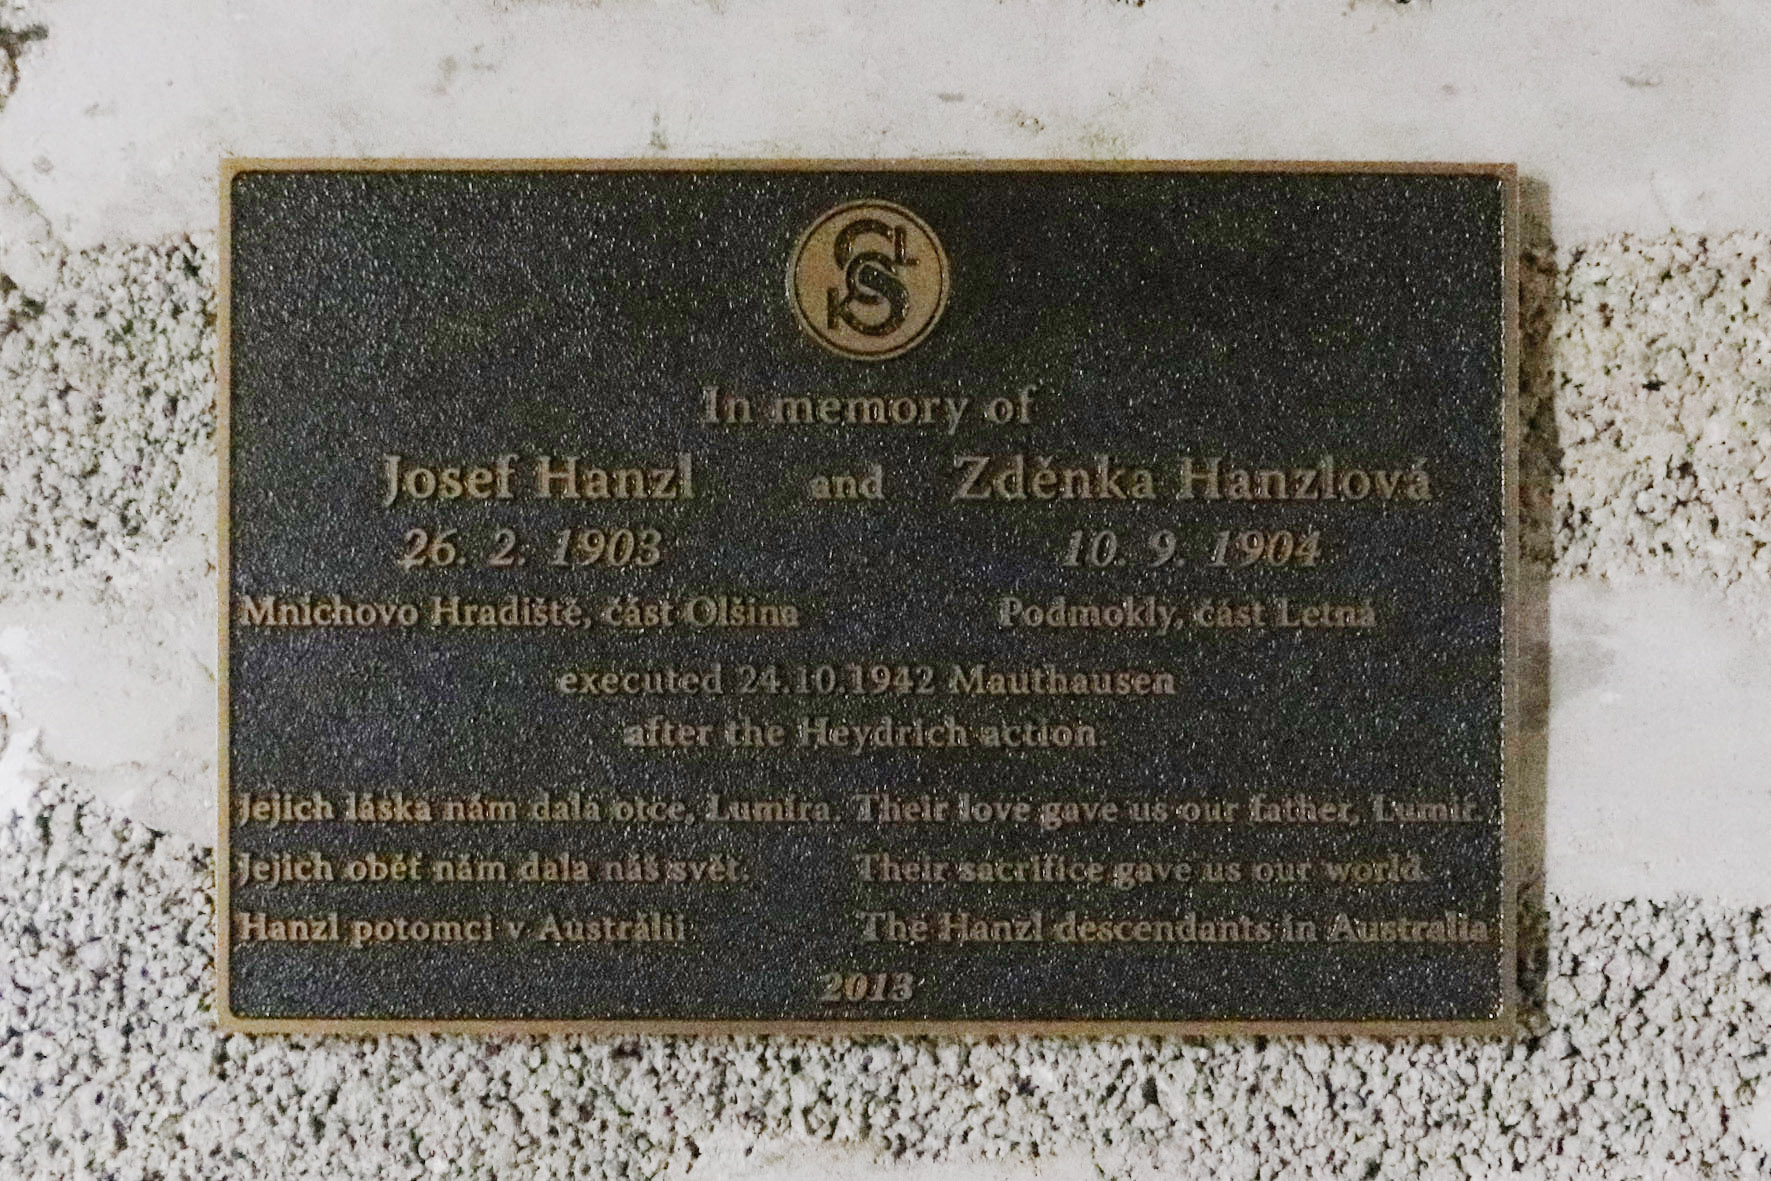 In memory of
Josef Hanzl and Zděnka Hanzlová
26. 2. 1903 10. 9. 1904
Mnichovo Hradiště, část Olšina Podmokly, část Letná
executed 24.10.1942 Mauthausen
after the Heydrich action.
Jejich láska nám dala otce, Lumíra. Their love gave us our father, Lumír.
Jejich oběť nám dala náš svět. Their sacrifice gave us our world.
Hanzl potomci v Austrálii The Hanzl descendants in Australia
2013